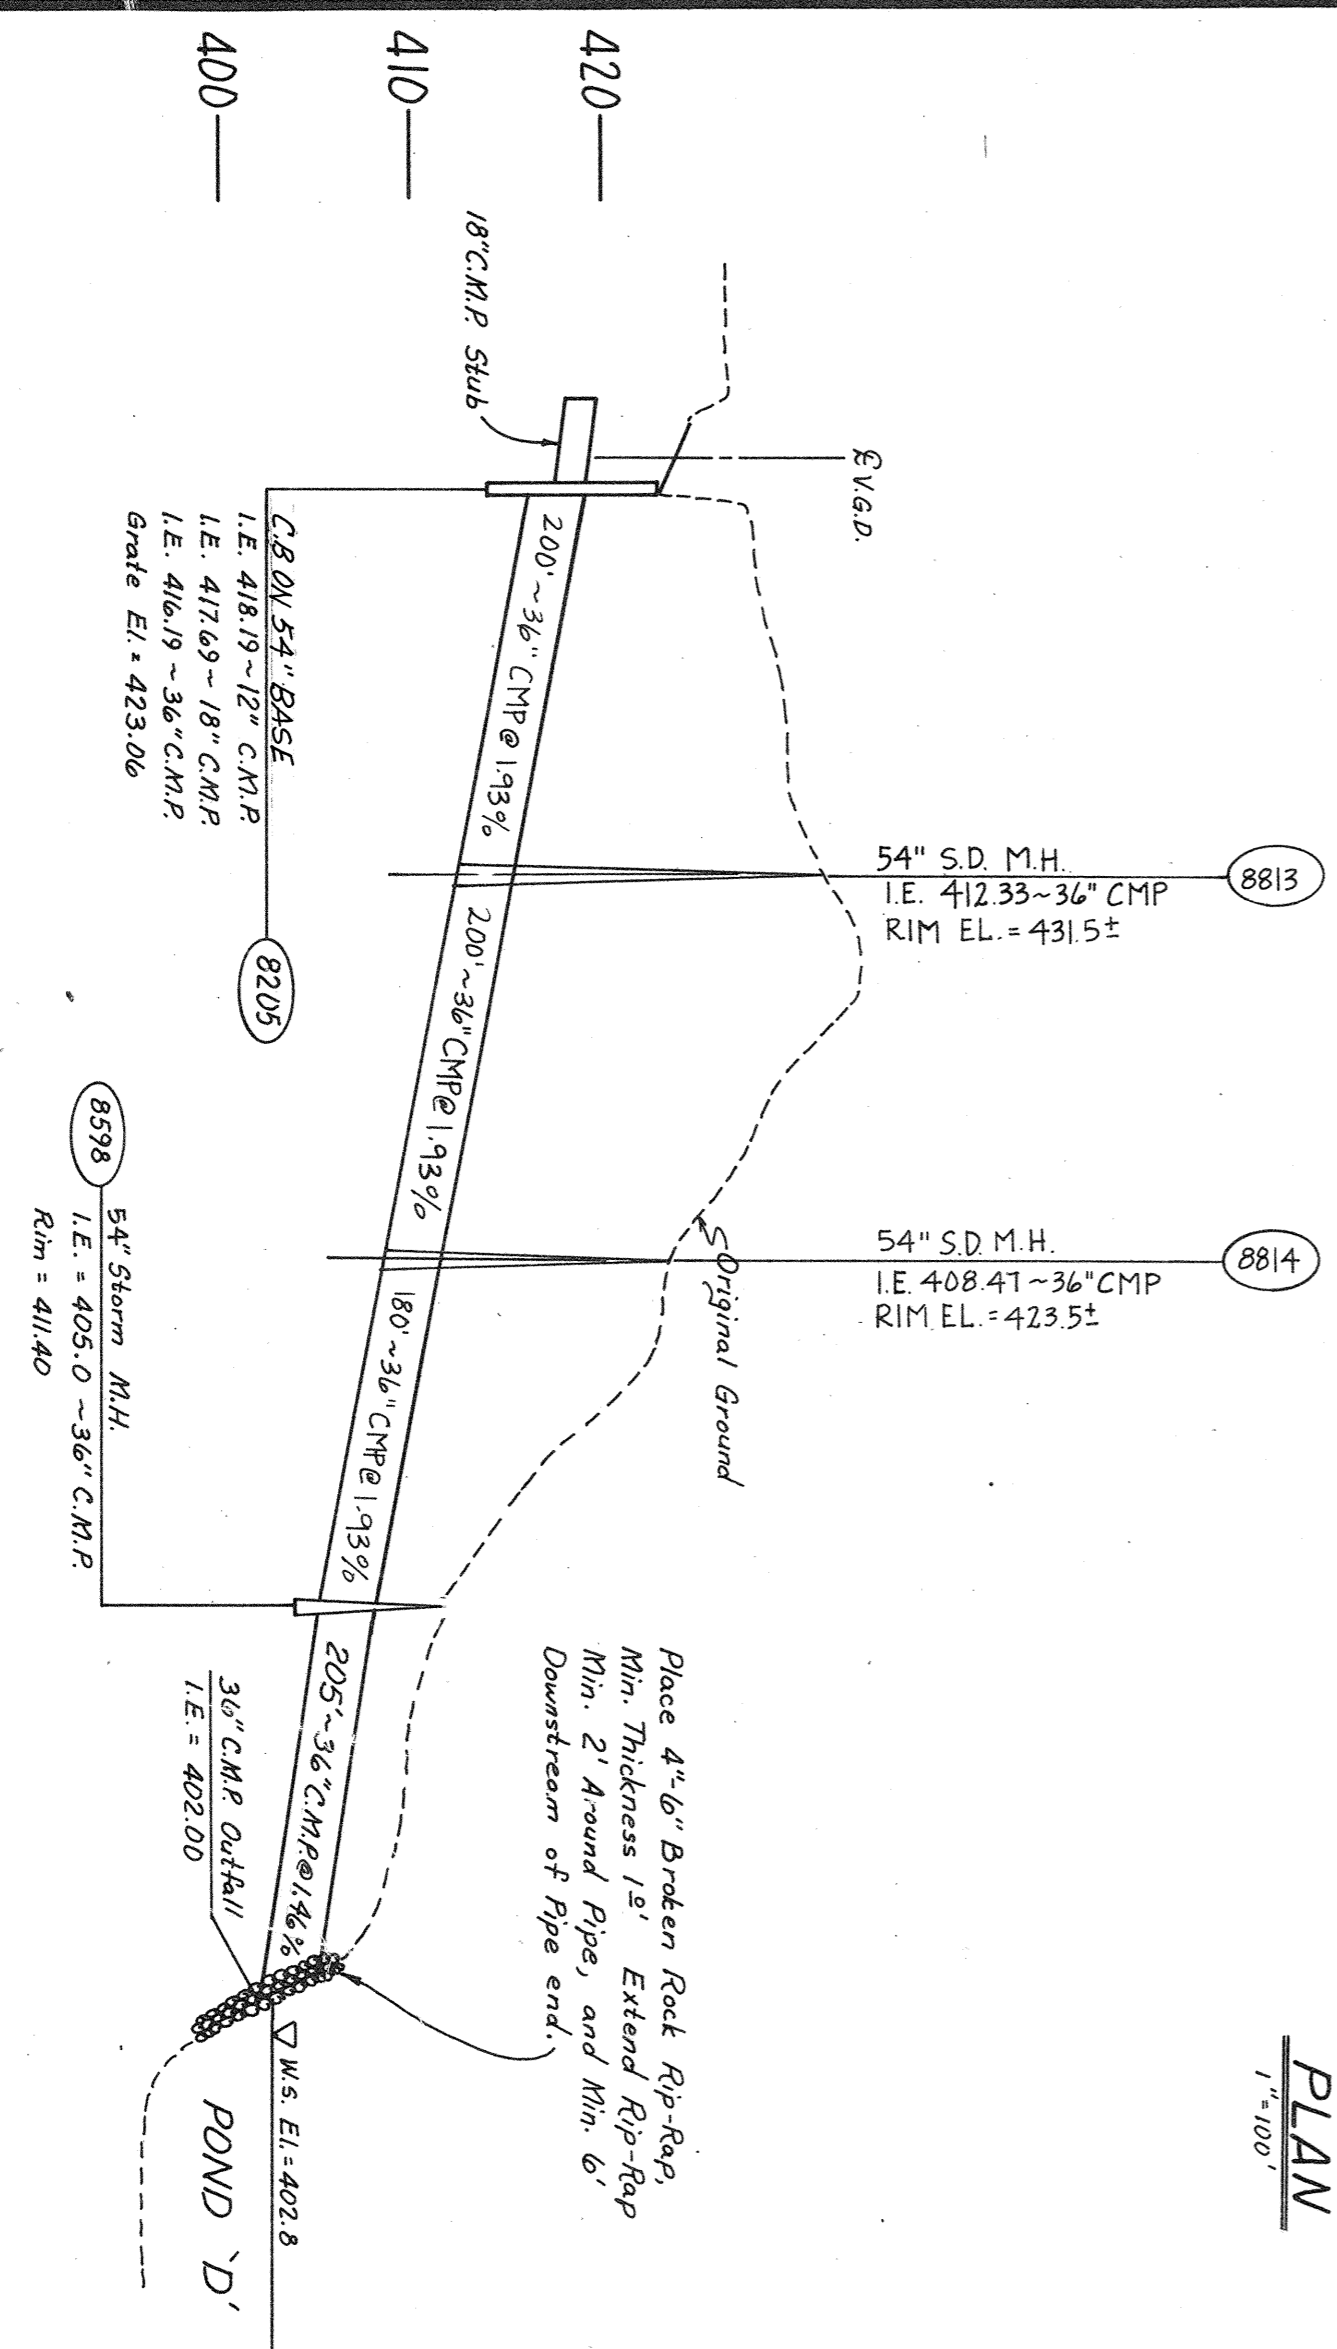 PLAN
1"=100'
420
410
400
18" C.M.P. Stub
℄ V.G.D.
C.B ON 54" BASE
I.E. 418.19~12" C.M.P.
I.E. 417.69~ 18" C.M.P.
I.E. 416.19 ~ 36" C.M.P.
Grate El. = 423.06
8205
200' ~ 36" CMP @ 1.93%
54" S.D. M.H.
I.E. 412.33~36" CMP
RIM EL. = 431.5±
8813
200' ~ 36" CMP @ 1.93%
54" S.D. M.H.
I.E. 408.47 ~36" CMP
RIM EL. = 423.5±
8814
Original Ground
180' ~ 36" CMP @ 1.93%
8598
54" Storm M.H.
I.E. = 405.0 ~ 36" C.M.P.
Rim = 411.40
205' ~ 36" C.M.P. @ 1.46%
Place 4"-6" Broken Rock Rip-Rap,
Min. Thickness 1º' Extend Rip-Rap
Min. 2' Around Pipe, and Min. 6'
Downstream of Pipe end.
36" C.M.P. Outfall
I.E. = 402.00
W.S. El. = 402.8
POND 'D'